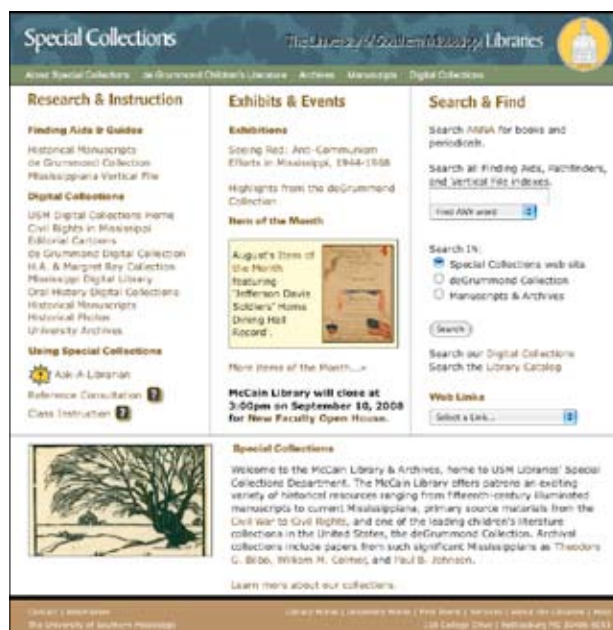 Special Collections
The University of Southern Mississippi Libraries
About Special Collections de Grummond Children's Literature Archives Manuscripts Digital Collections
Research & Instruction
Finding Aids & Guides
Historical Manuscripts
de Grummond Collection
Mississippiana Vertical File
Digital Collections
USM Digital Collections Home
Civil Rights in Mississippi
Editorial Cartoons
de Grummond Digital Collection
H.A. & Margret Rey Collection
Mississippi Digital Library
Oral History Digital Collections
Historical Manuscripts
Historical Photos
University Archives
Using Special Collections
Ask-A-Librarian
Reference Consultation ?
Class Instruction ?
Exhibits & Events
Exhibitions
Seeing Red: Anti-Communism
Efforts in Mississippi, 1944-1968
Highlights from the deGrummond
Collection
Item of the Month
August's Item of
the Month
featuring
"Jefferson Davis
Soldiers' Home
Dining Hall
Record".
More Items of the Month...»
McCain Library will close at
3:00pm on September 10, 2008
for New Faculty Open House.
Search & Find
Search ANNA for books and
periodicals.
Search all Finding Aids, Pathfinders,
and Vertical File indexes.
Find ANY word
Search IN:
Special Collections web site
deGrummond Collection
Manuscripts & Archives
Search
Search our Digital Collections
Search the Library Catalog
Web Links
Select a Link...
Special Collections
Welcome to the McCain Library & Archives, home to USM Libraries' Special
Collections Department. The McCain Library offers patrons an exciting
variety of historical resources ranging from fifteenth-century illuminated
manuscripts to current Mississippiana, primary source materials from the
Civil War to Civil Rights, and one of the leading children's literature
collections in the United States, the deGrummond Collection. Archival
collections include papers from such significant Mississippians as Theodore
G. Bilbo, William M. Colmer, and Paul B. Johnson.
Learn more about our collections.
The University of Southern Mississippi
118 College Drive | Hattiesburg MS